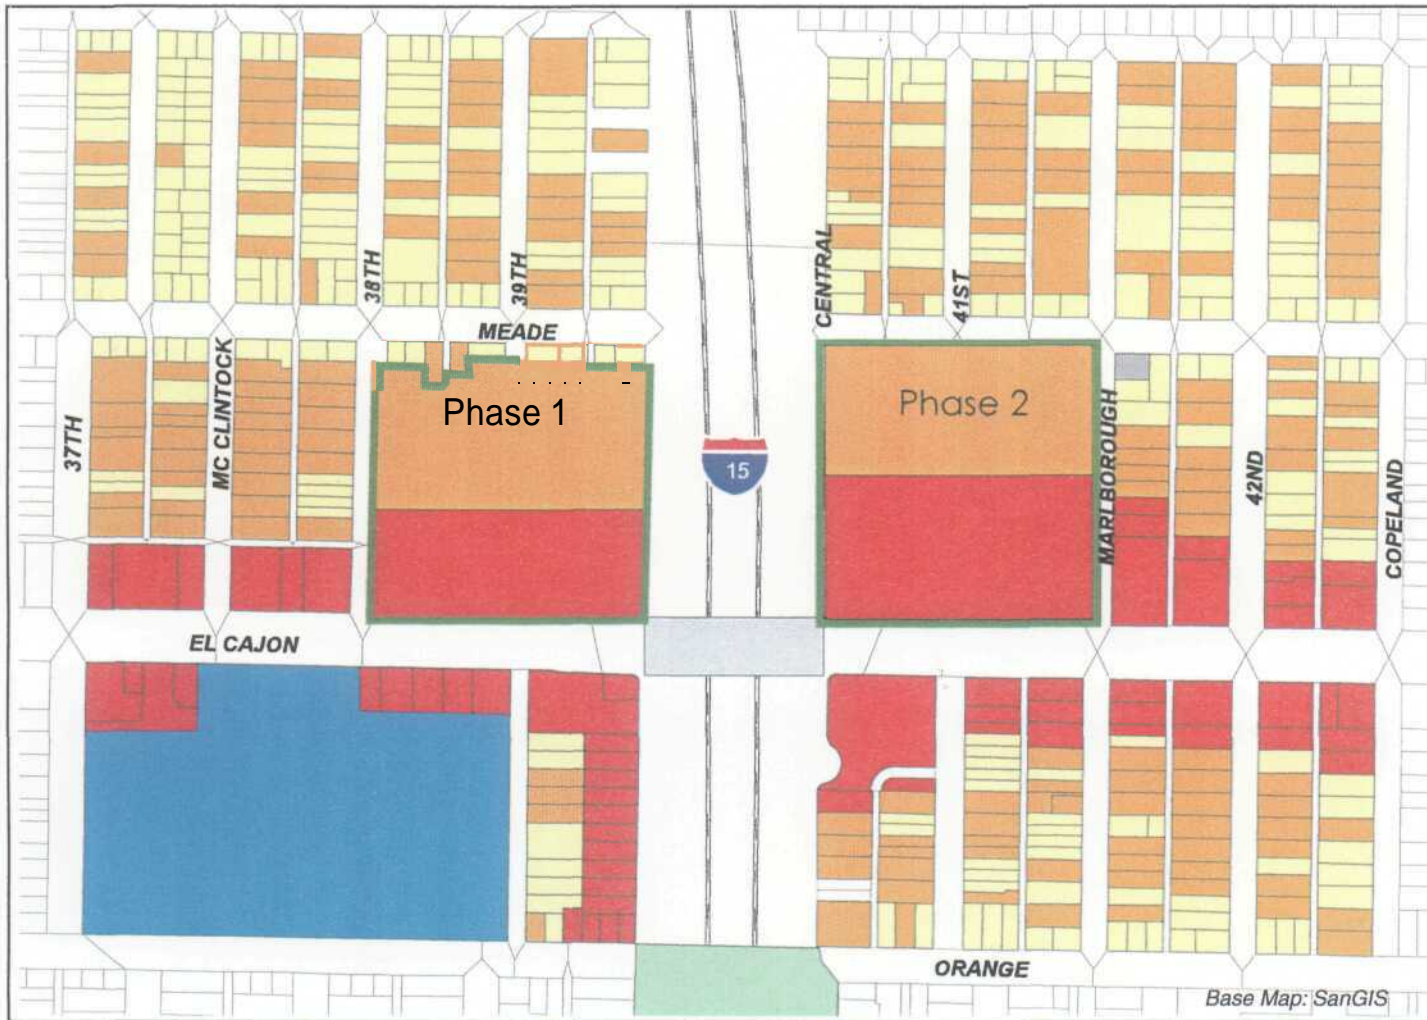 38TH
39TH
CENTRAL
41ST
MEADE
37TH
MC CLINTOCK
Phase 1
15
Phase 2
MARLBOROUGH
42ND
COPELAND
EL CAJON
ORANGE
Base Map: SanGIS